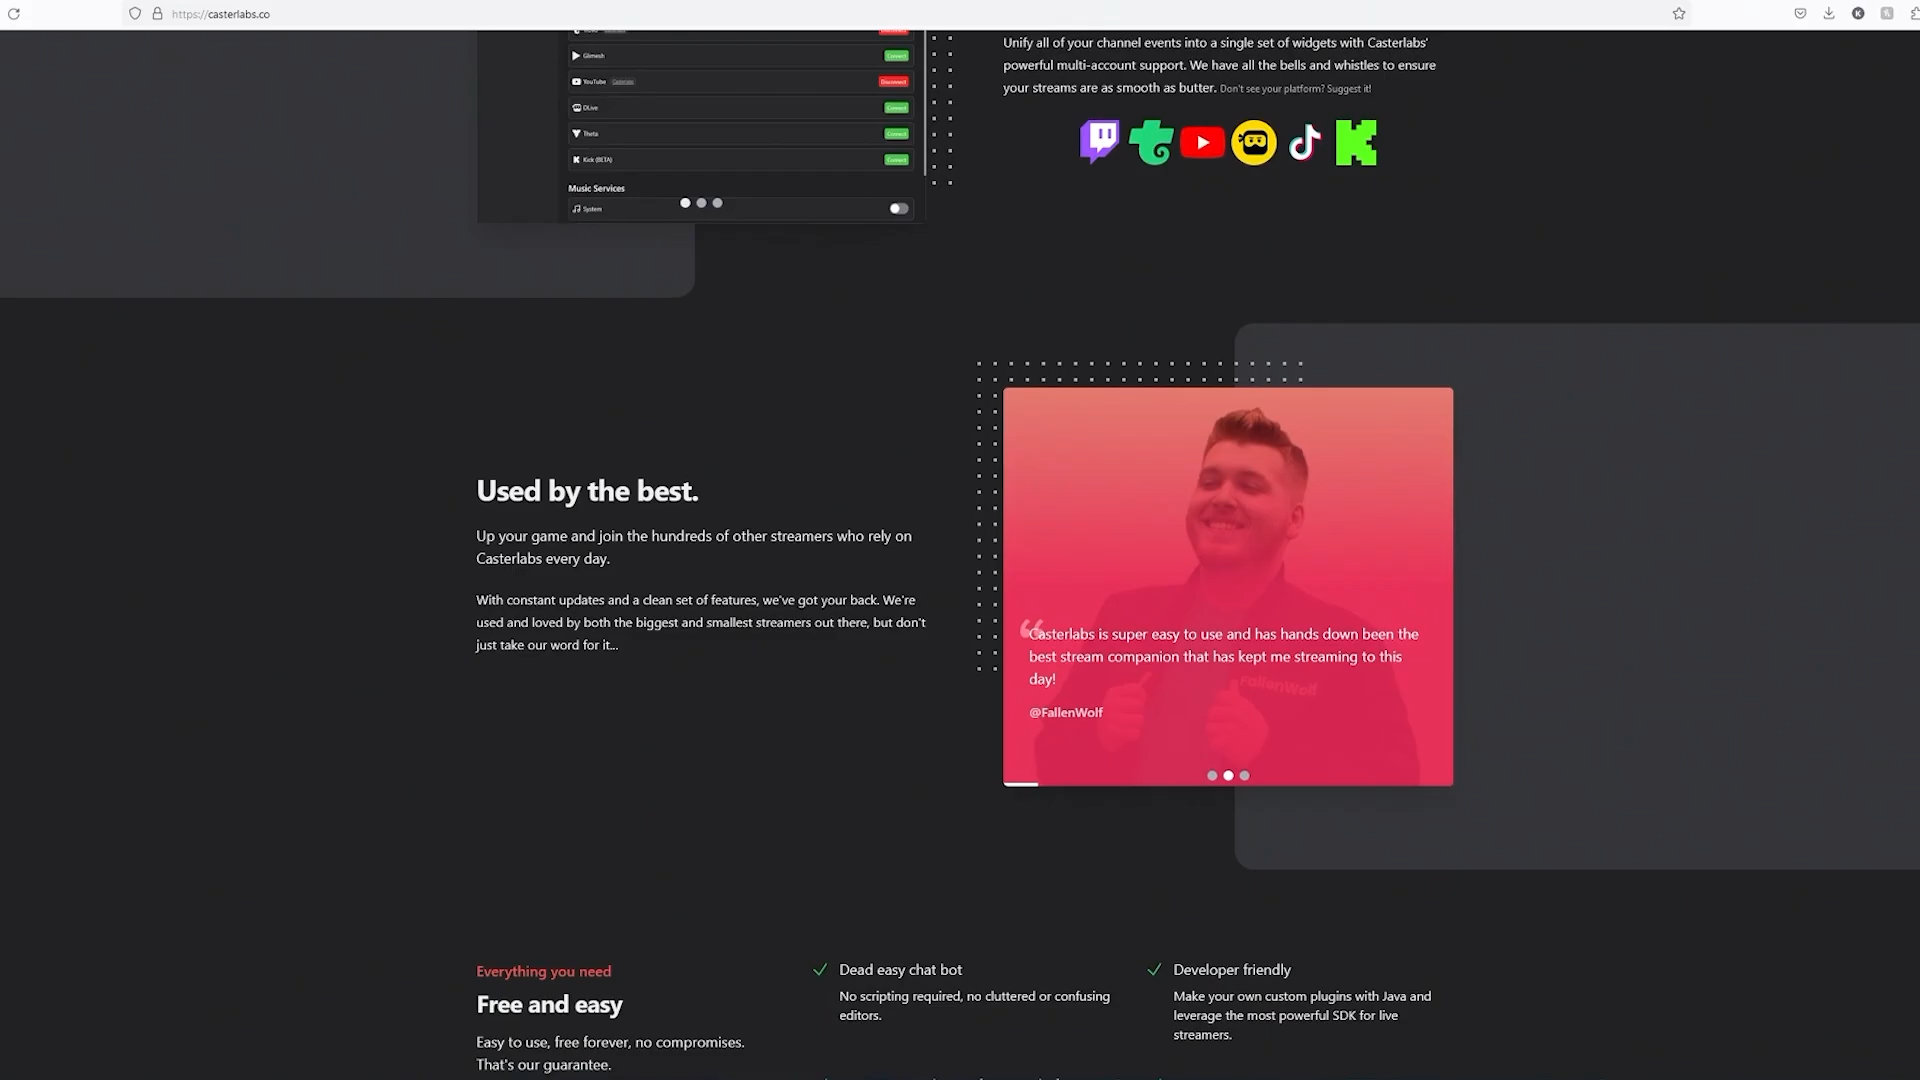 https://casterlabs.co
Glimesh
Connect
YouTube Casterlabs
Disconnect
DLive
Connect
Theta
Connect
Kick (BETA)
Connect
Music Services
System
Unify all of your channel events into a single set of widgets with Casterlabs'
powerful multi-account support. We have all the bells and whistles to ensure
your streams are as smooth as butter. Don't see your platform? Suggest it!
Used by the best.
Up your game and join the hundreds of other streamers who rely on
Casterlabs every day.
With constant updates and a clean set of features, we've got your back. We're
used and loved by both the biggest and smallest streamers out there, but don't
just take our word for it...
Casterlabs is super easy to use and has hands down been the
best stream companion that has kept me streaming to this
day!
FallenWolf
@FallenWolf
Everything you need
Free and easy
Easy to use, free forever, no compromises.
That's our guarantee.
Dead easy chat bot
No scripting required, no cluttered or confusing
editors.
Developer friendly
Make your own custom plugins with Java and
leverage the most powerful SDK for live
streamers.